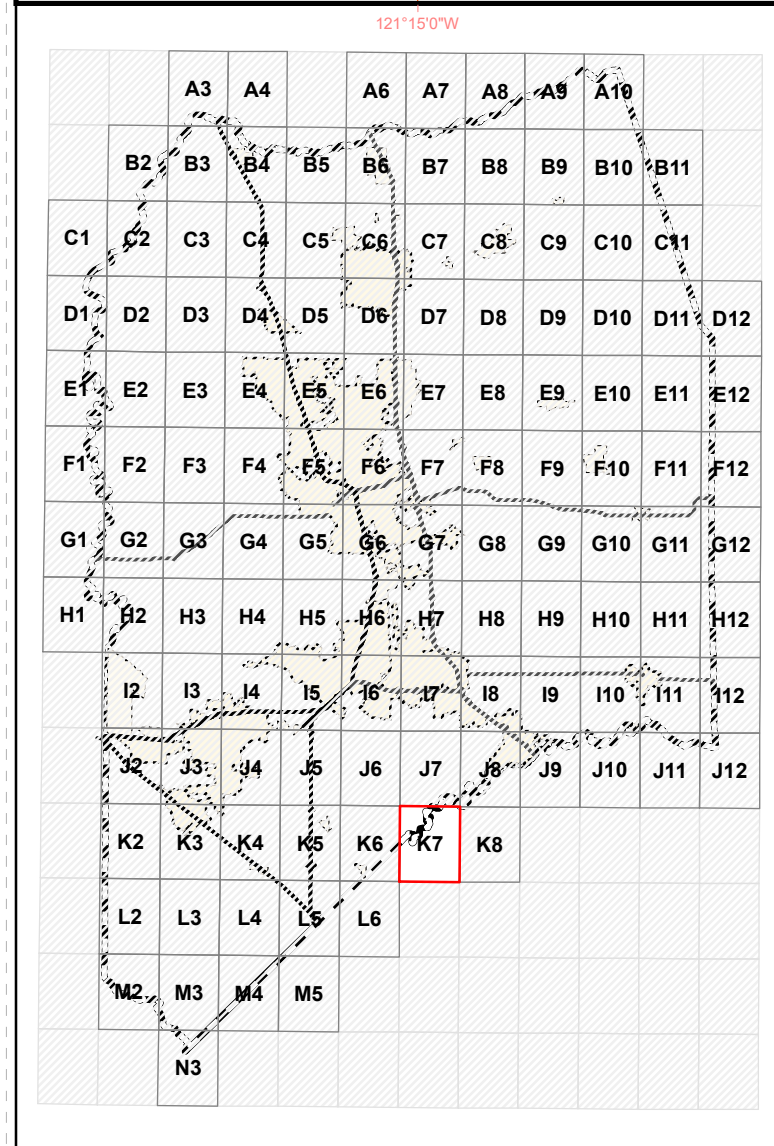 121°15'0"W
A3 A4 A6 A7 A8 A9 A10
B2 B3 B4 B5 B6 B7 B8 B9 B10 B11
C1 C2 C3 C4 C5 C6 C7 C8 C9 C10 C11
D1 D2 D3 D4 D5 D6 D7 D8 D9 D10 D11 D12
E1 E2 E3 E4 E5 E6 E7 E8 E9 E10 E11 E12
F1 F2 F3 F4 F5 F6 F7 F8 F9 F10 F11 F12
G1 G2 G3 G4 G5 G6 G7 G8 G9 G10 G11 G12
H1 H2 H3 H4 H5 H6 H7 H8 H9 H10 H11 H12
I2 I3 I4 I5 I6 I7 I8 I9 I10 I11 I12
J2 J3 J4 J5 J6 J7 J8 J9 J10 J11 J12
K2 K3 K4 K5 K6 K7 K8
L2 L3 L4 L5 L6
M2 M3 M4 M5
N3